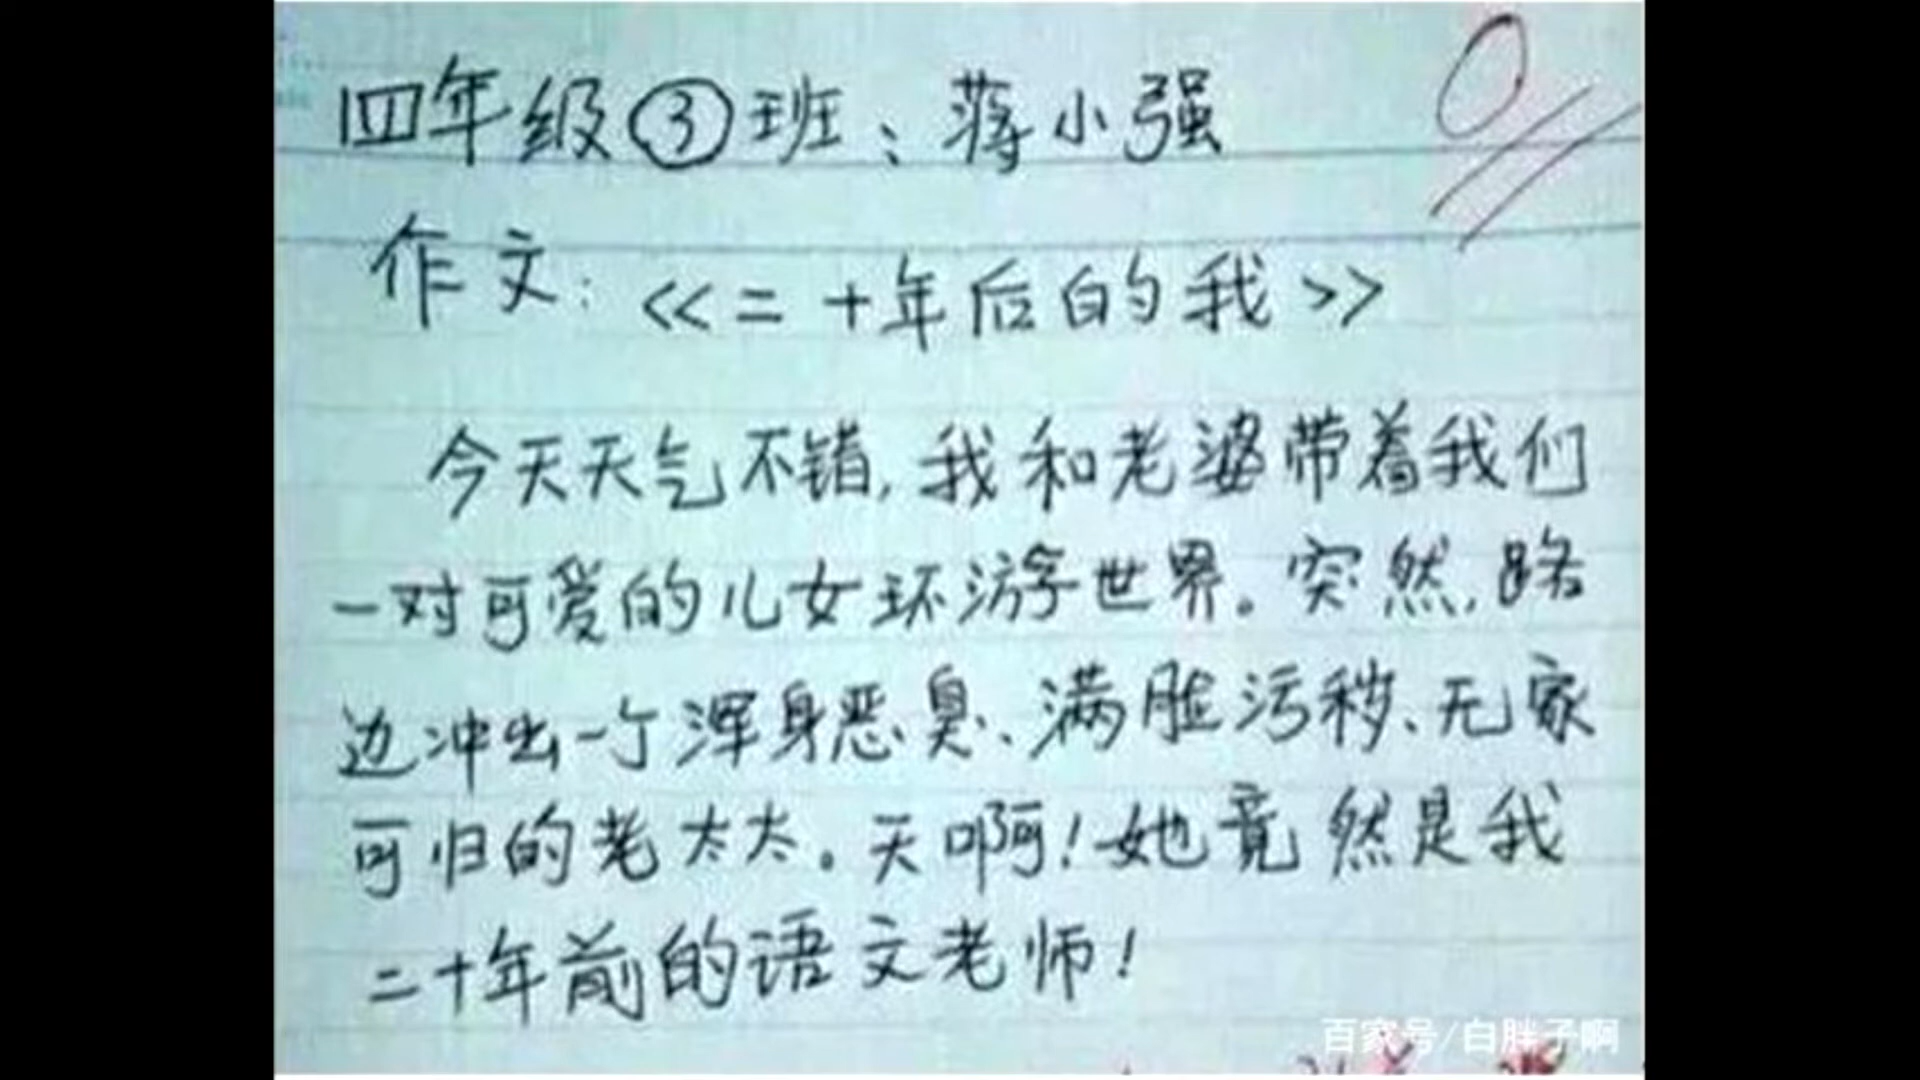 0
四年级③班：蒋小强
作文：《二十年后的我》
今天天气不错，我和老婆带着我们
一对可爱的儿女环游世界。突然，路
边冲出一个浑身恶臭、满脏污秽、无家
可归的老太太。天啊！她竟然是我
二十年前的语文老师！
百家号/白胖子啊